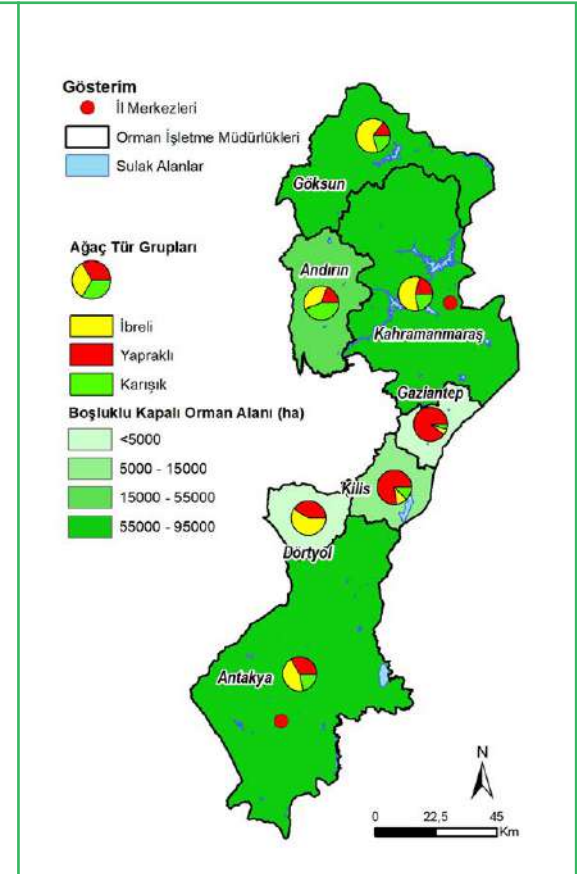 Gösterim
İl Merkezleri
Orman İşletme Müdürlükleri
Sulak Alanlar
Ağaç Tür Grupları
İbreli
Yapraklı
Karışık
Boşluklu Kapalı Orman Alanı (ha)
<5000
5000 - 15000
15000 - 55000
55000 - 95000
Göksun
Andırın
Kahramanmaraş
Gaziantep
Kilis
Dörtyol
Antakya
N
0 22,5 45
Km